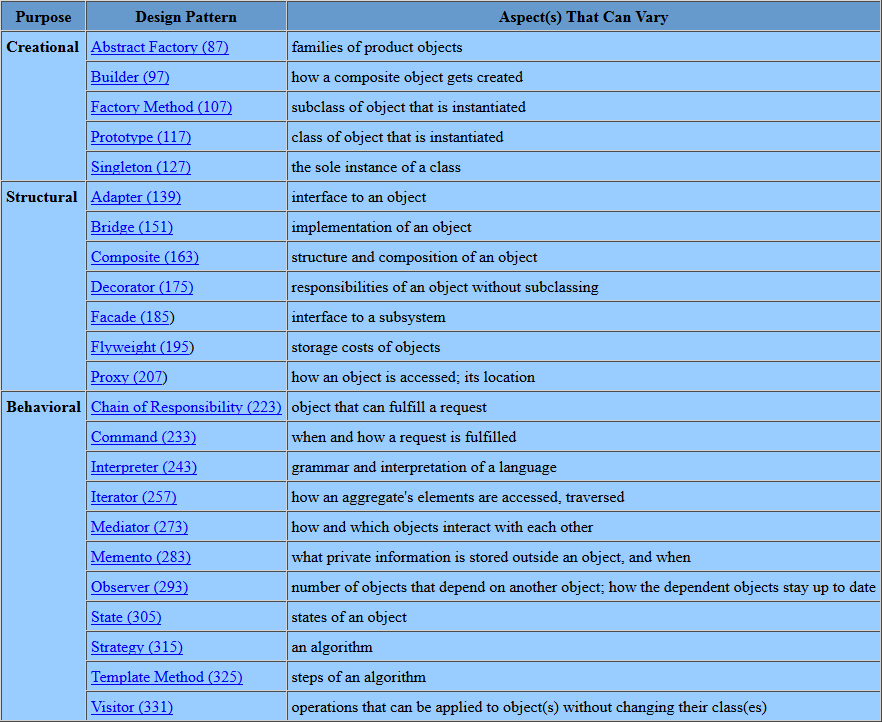 Purpose Design Pattern Aspect(s) That Can Vary
Creational Abstract Factory (87) families of product objects
Builder (97) how a composite object gets created
Factory Method (107) subclass of object that is instantiated
Prototype (117) class of object that is instantiated
Singleton (127) the sole instance of a class
Structural Adapter (139) interface to an object
Bridge (151) implementation of an object
Composite (163) structure and composition of an object
Decorator (175) responsibilities of an object without subclassing
Facade (185) interface to a subsystem
Flyweight (195) storage costs of objects
Proxy (207) how an object is accessed; its location
Behavioral Chain of Responsibility (223) object that can fulfill a request
Command (233) when and how a request is fulfilled
Interpreter (243) grammar and interpretation of a language
Iterator (257) how an aggregate's elements are accessed, traversed
Mediator (273) how and which objects interact with each other
Memento (283) what private information is stored outside an object, and when
Observer (293) number of objects that depend on another object; how the dependent objects stay up to date
State (305) states of an object
Strategy (315) an algorithm
Template Method (325) steps of an algorithm
Visitor (331) operations that can be applied to object(s) without changing their class(es)